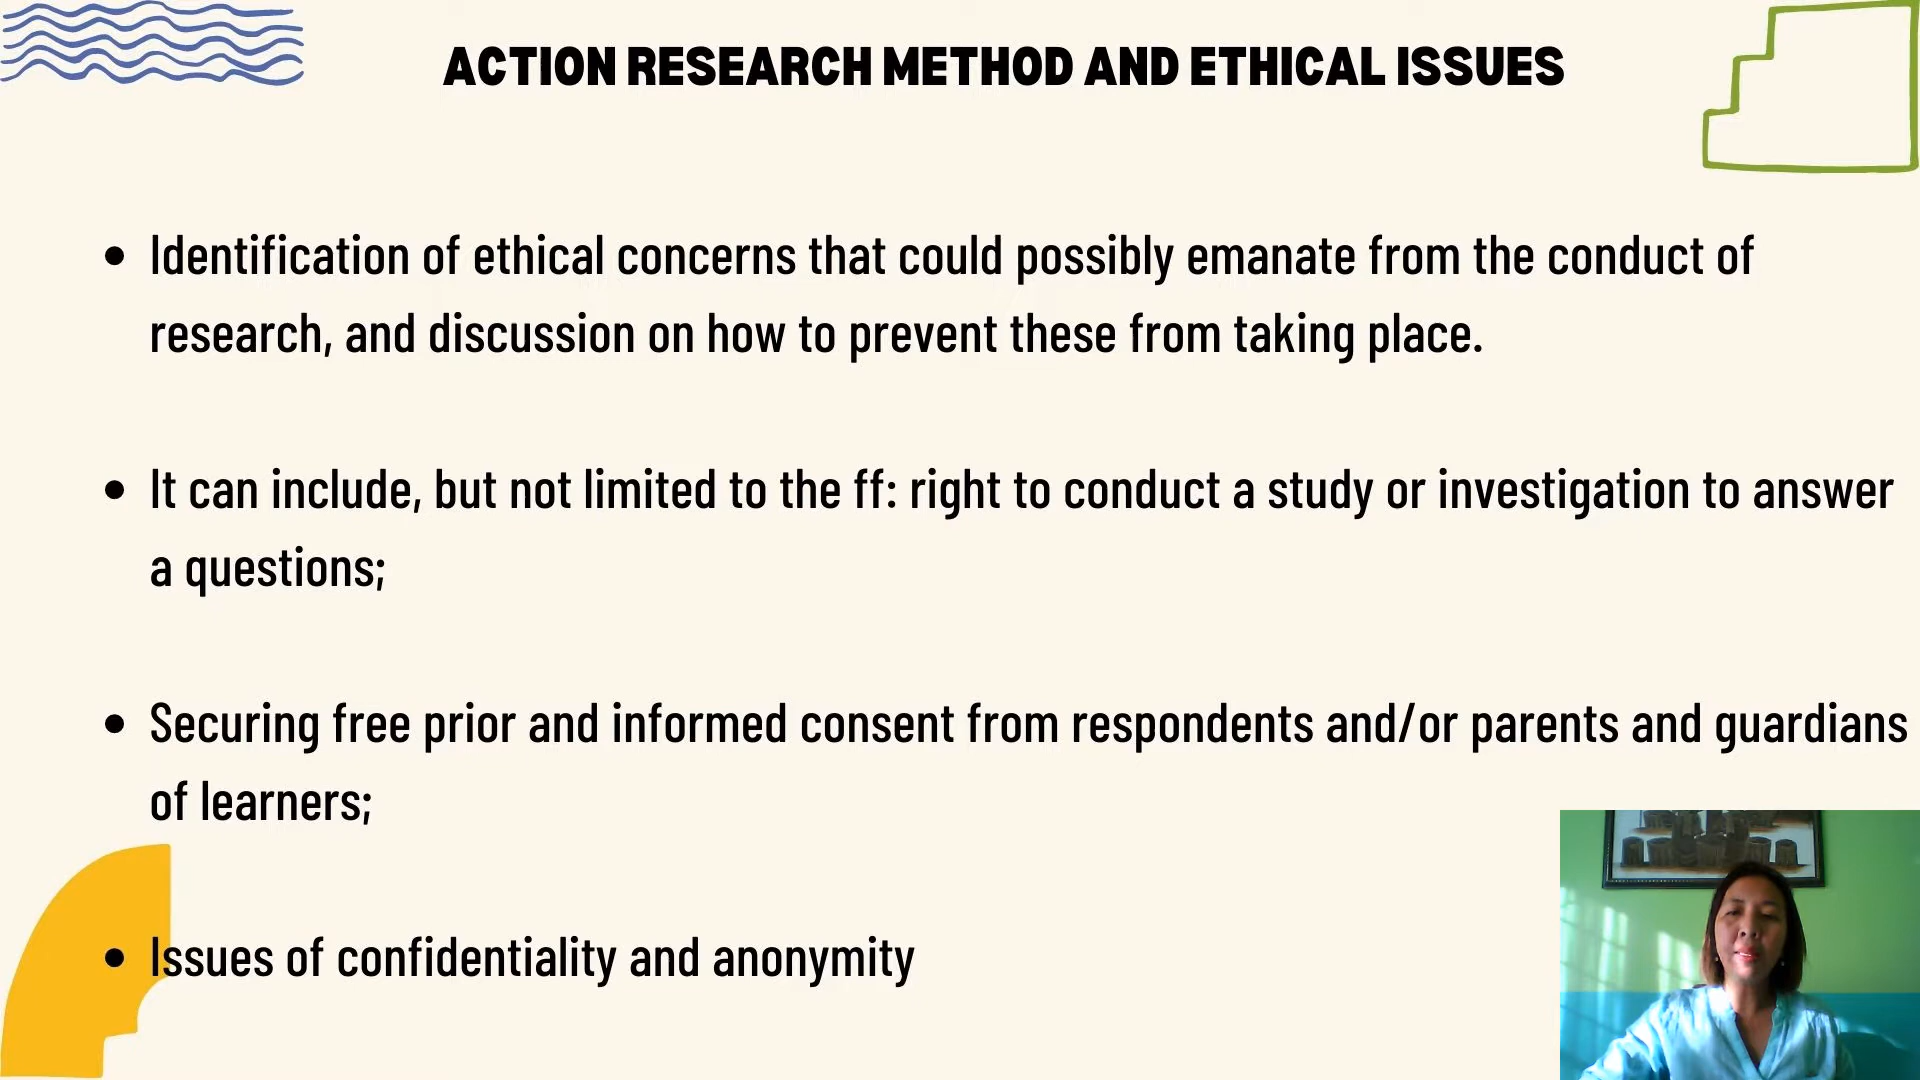 ACTION RESEARCH METHOD AND ETHICAL ISSUES
• Identification of ethical concerns that could possibly emanate from the conduct of
research, and discussion on how to prevent these from taking place.
• It can include, but not limited to the ff: right to conduct a study or investigation to answer
a questions;
• Securing free prior and informed consent from respondents and/or parents and guardians
of learners;
• Issues of confidentiality and anonymity